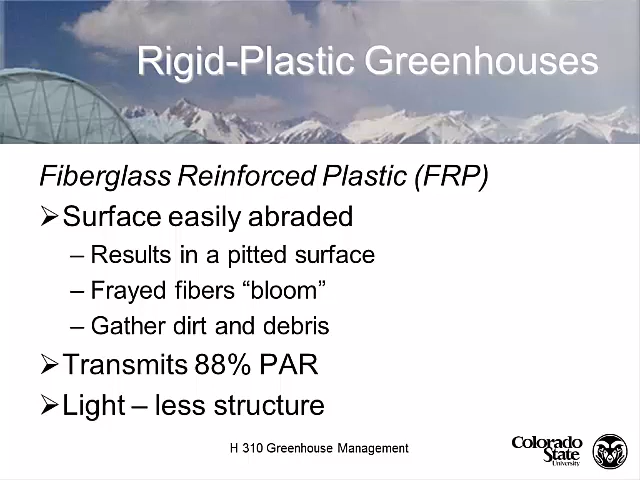 Rigid-Plastic Greenhouses
Fiberglass Reinforced Plastic (FRP)
➢Surface easily abraded
– Results in a pitted surface
– Frayed fibers “bloom”
– Gather dirt and debris
➢Transmits 88% PAR
➢Light – less structure
H 310 Greenhouse Management
Colorado
State
University